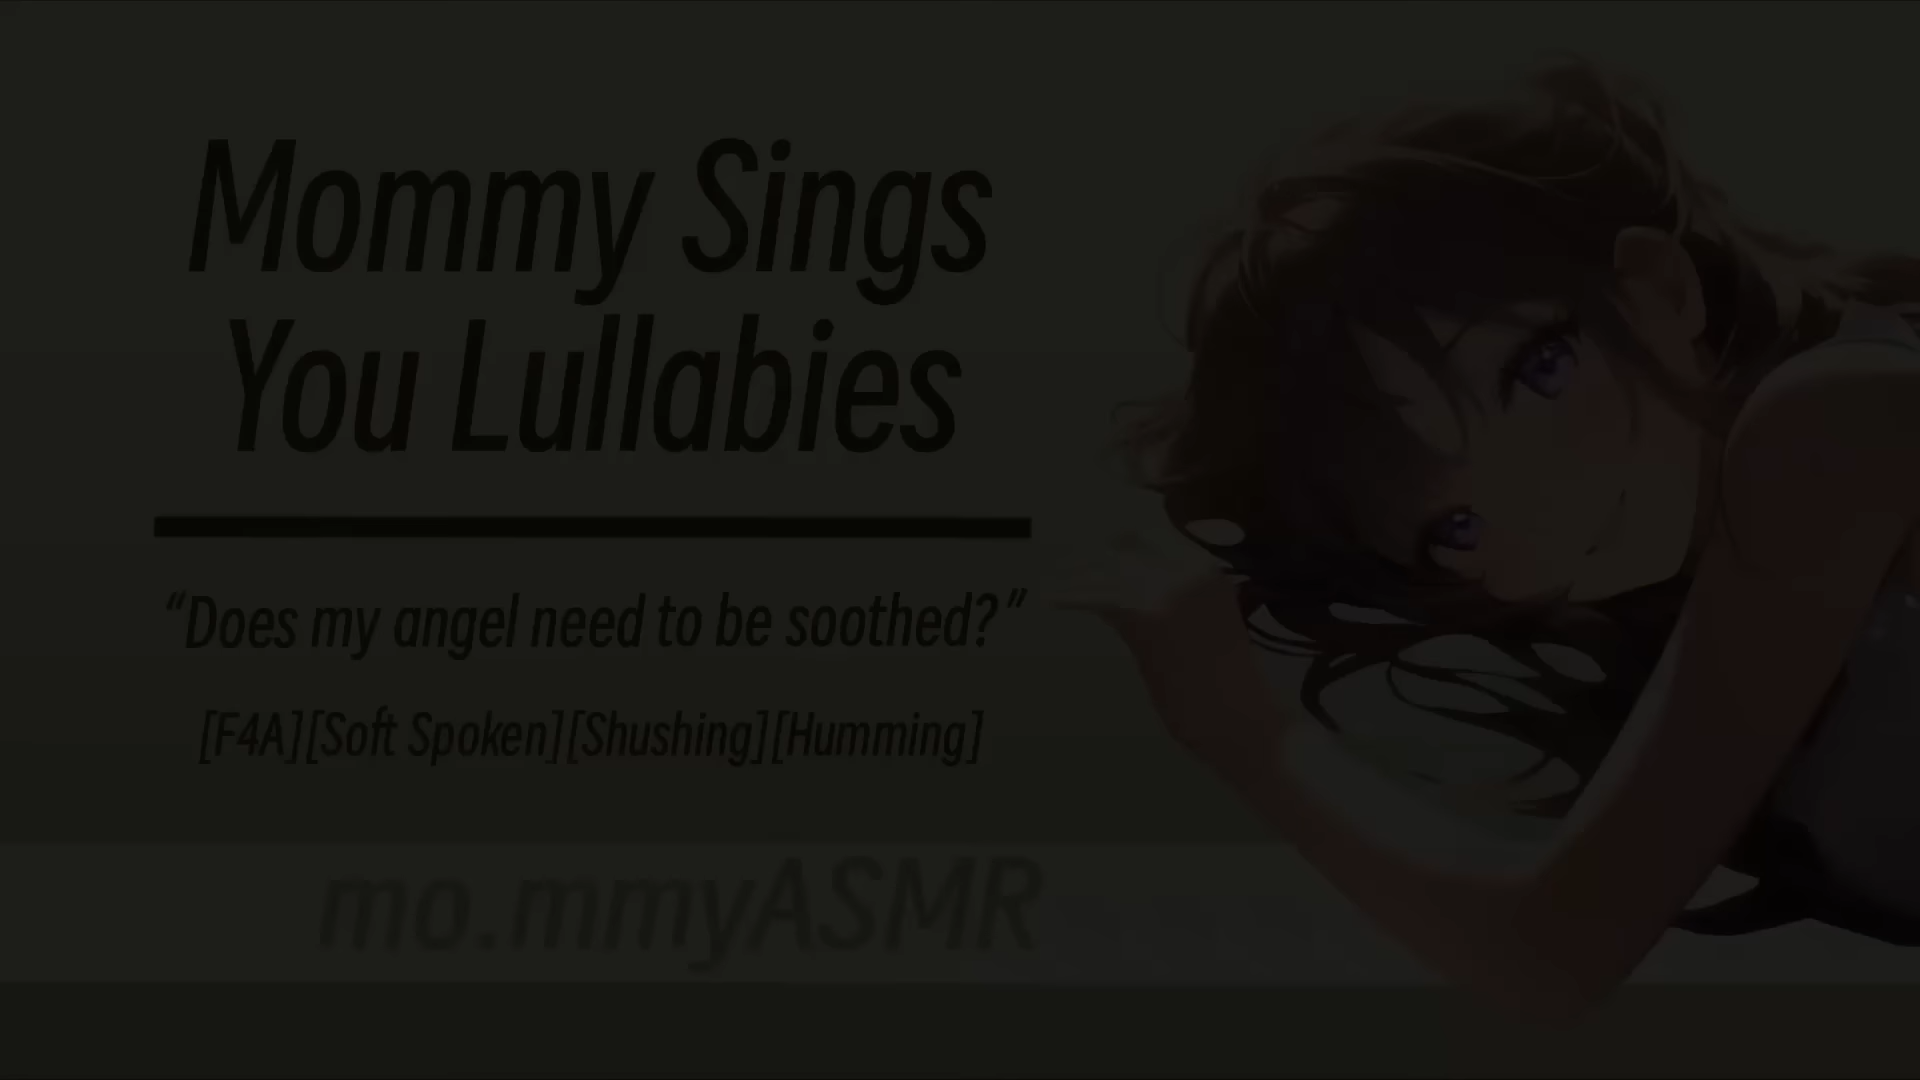 Mommy Sings
You Lullabies
“Does my angel need to be soothed?”
[F4A][Soft Spoken][Shushing][Humming]
mo.mmyASMR